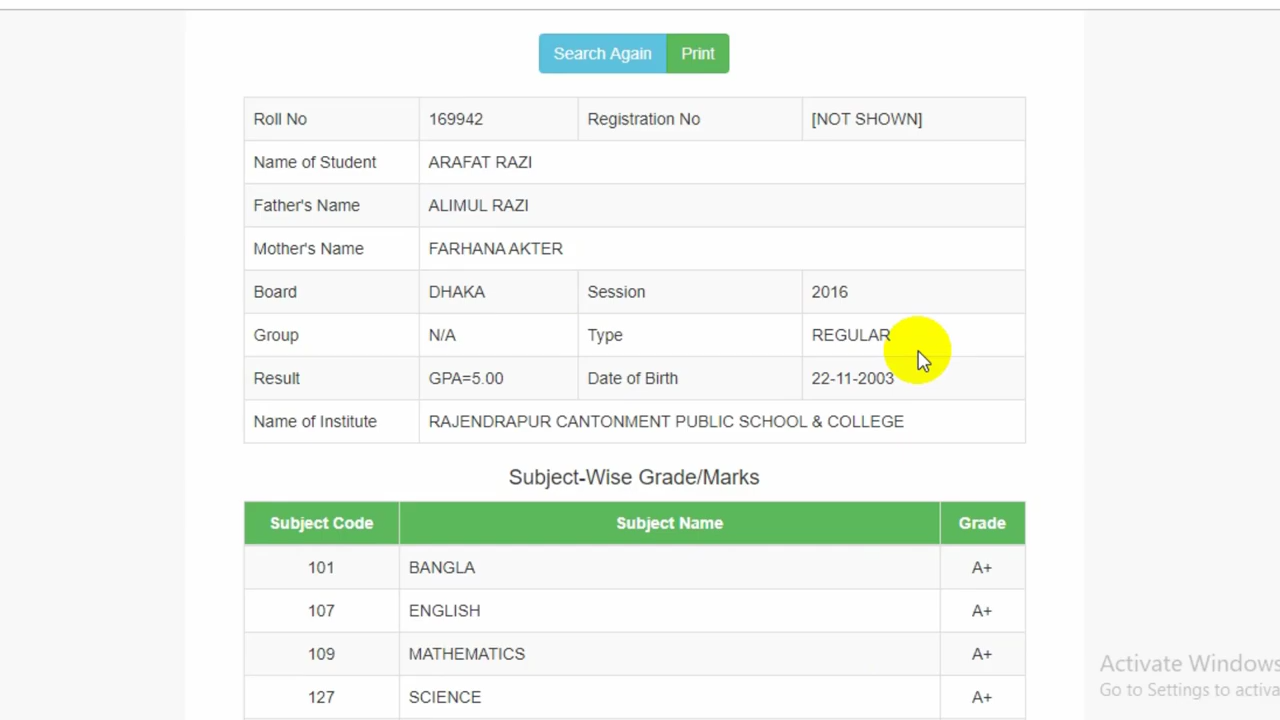 Search Again Print
Roll No 169942 Registration No [NOT SHOWN]
Name of Student ARAFAT RAZI
Father's Name ALIMUL RAZI
Mother's Name FARHANA AKTER
Board DHAKA Session 2016
Group N/A Type REGULAR
Result GPA=5.00 Date of Birth 22-11-2003
Name of Institute RAJENDRAPUR CANTONMENT PUBLIC SCHOOL & COLLEGE
Subject-Wise Grade/Marks
Subject Code Subject Name Grade
101 BANGLA A+
107 ENGLISH A+
109 MATHEMATICS A+
127 SCIENCE A+
Activate Windows
Go to Settings to activa